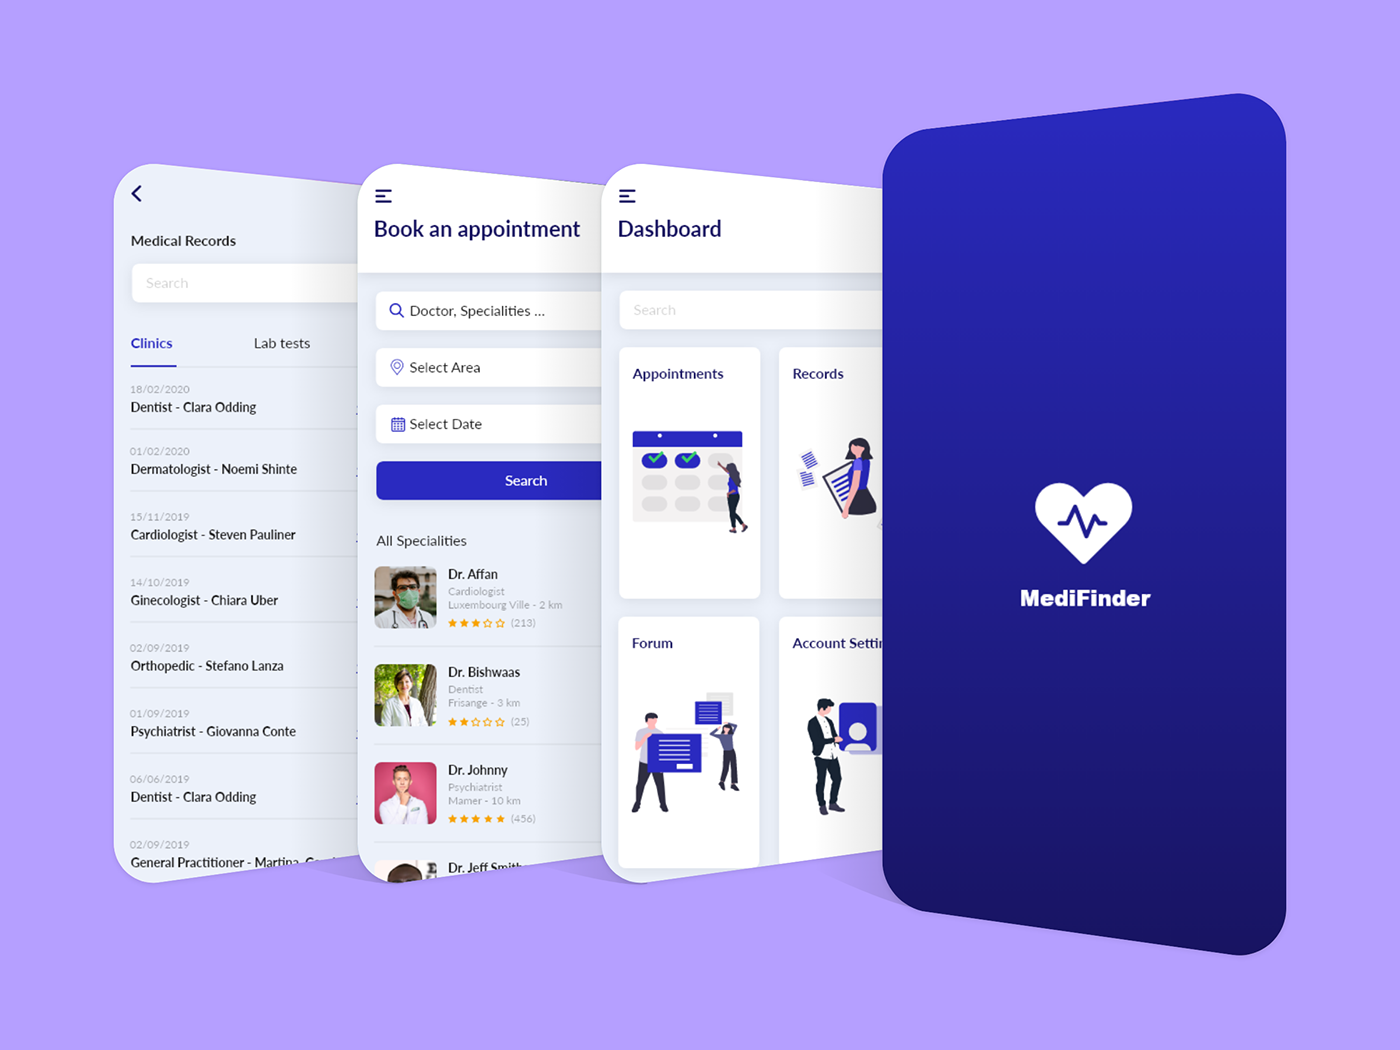 Medical Records
Search
Clinics
Lab tests
18/02/2020
Dentist - Clara Odding
01/02/2020
Dermatologist - Noemi Shinte
15/11/2019
Cardiologist - Steven Pauliner
14/10/2019
Ginecologist - Chiara Uber
02/09/2019
Orthopedic - Stefano Lanza
01/09/2019
Psychiatrist - Giovanna Conte
06/06/2019
Dentist - Clara Odding
02/09/2019
General Practitioner - Martina
Book an appointment
Doctor, Specialities ...
Select Area
Select Date
Search
All Specialities
Dr. Affan
Cardiologist
Luxembourg Ville - 2 km
(213)
Dr. Bishwaas
Dentist
Frisange - 3 km
(25)
Dr. Johnny
Psychiatrist
Mamer - 10 km
(456)
Dr. Jeff Smith
Dashboard
Search
Appointments
Records
Forum
Account Settin
MediFinder